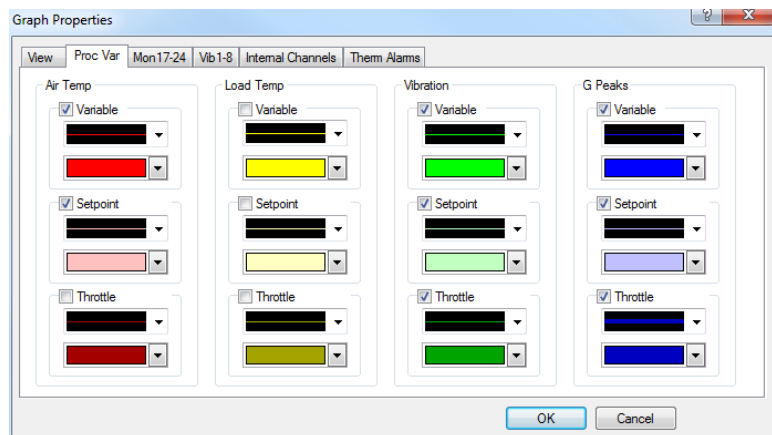 Graph Properties
?
View Proc Var Mon17-24 Vib1-8 Internal Channels Therm Alarms
Air Temp Load Temp Vibration G Peaks
Variable Variable Variable Variable
Setpoint Setpoint Setpoint Setpoint
Throttle Throttle Throttle Throttle
OK Cancel